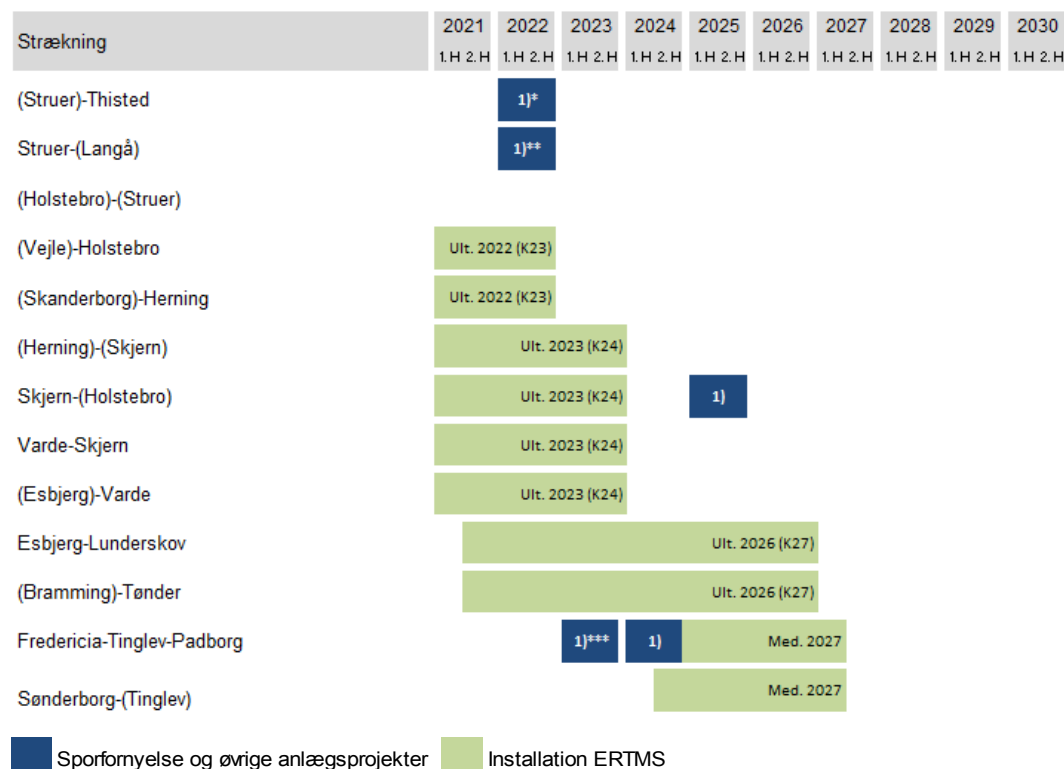 Strækning 2021 2022 2023 2024 2025 2026 2027 2028 2029 2030
1. H 2. H 1. H 2. H 1. H 2. H 1. H 2. H 1. H 2. H 1. H 2. H 1. H 2. H 1. H 2. H 1. H 2. H 1. H 2. H
(Struer)-Thisted 1)*
Struer-(Langå) 1)**
(Holstebro)-(Struer)
(Vejle)-Holstebro Ult. 2022 (K23)
(Skanderborg)-Herning Ult. 2022 (K23)
(Herning)-(Skjern) Ult. 2023 (K24)
Skjern-(Holstebro) Ult. 2023 (K24) 1)
Varde-Skjern Ult. 2023 (K24)
(Esbjerg)-Varde Ult. 2023 (K24)
Esbjerg-Lunderskov Ult. 2026 (K27)
(Bramming)-Tønder Ult. 2026 (K27)
Fredericia-Tinglev-Padborg 1)*** 1) Med. 2027
Sønderborg-(Tinglev) Med. 2027
Sporfornyelse og øvrige anlægsprojekter Installation ERTMS